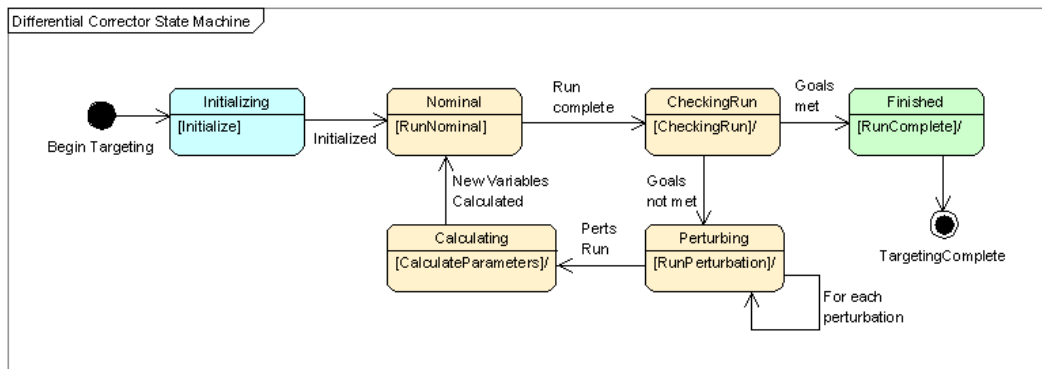 Differential Corrector State Machine
Begin Targeting
Initializing
[Initialize]
Initialized
Nominal
[RunNominal]
Run
complete
CheckingRun
[CheckingRun]/
Goals
met
Finished
[RunComplete]/
TargetingComplete
Goals
not met
Perturbing
[RunPerturbation]/
For each
perturbation
Perts
Run
Calculating
[CalculateParameters]/
New Variables
Calculated